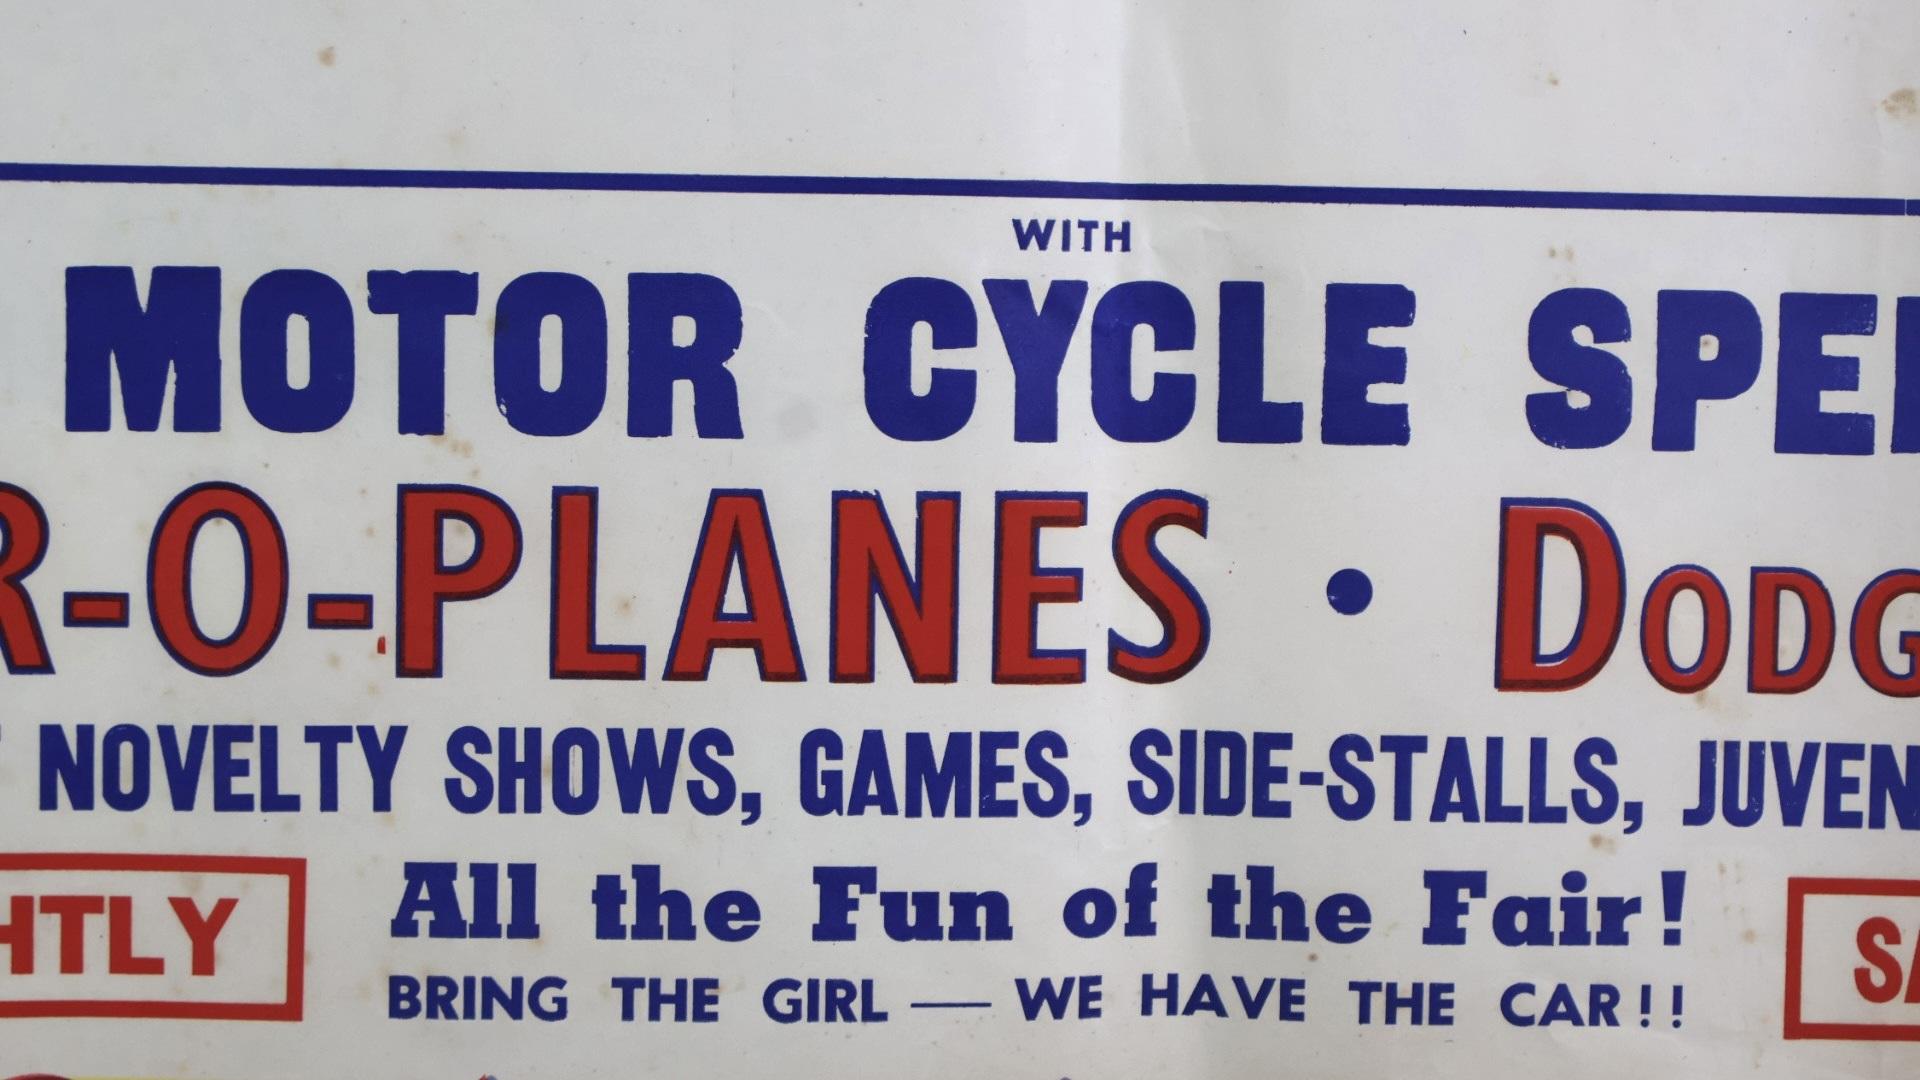 WITH
MOTOR CYCLE SPE
R-O-PLANES • DODG
NOVELTY SHOWS, GAMES, SIDE-STALLS, JUVEN
HTLY All the Fun of the Fair! SA
BRING THE GIRL — WE HAVE THE CAR!!